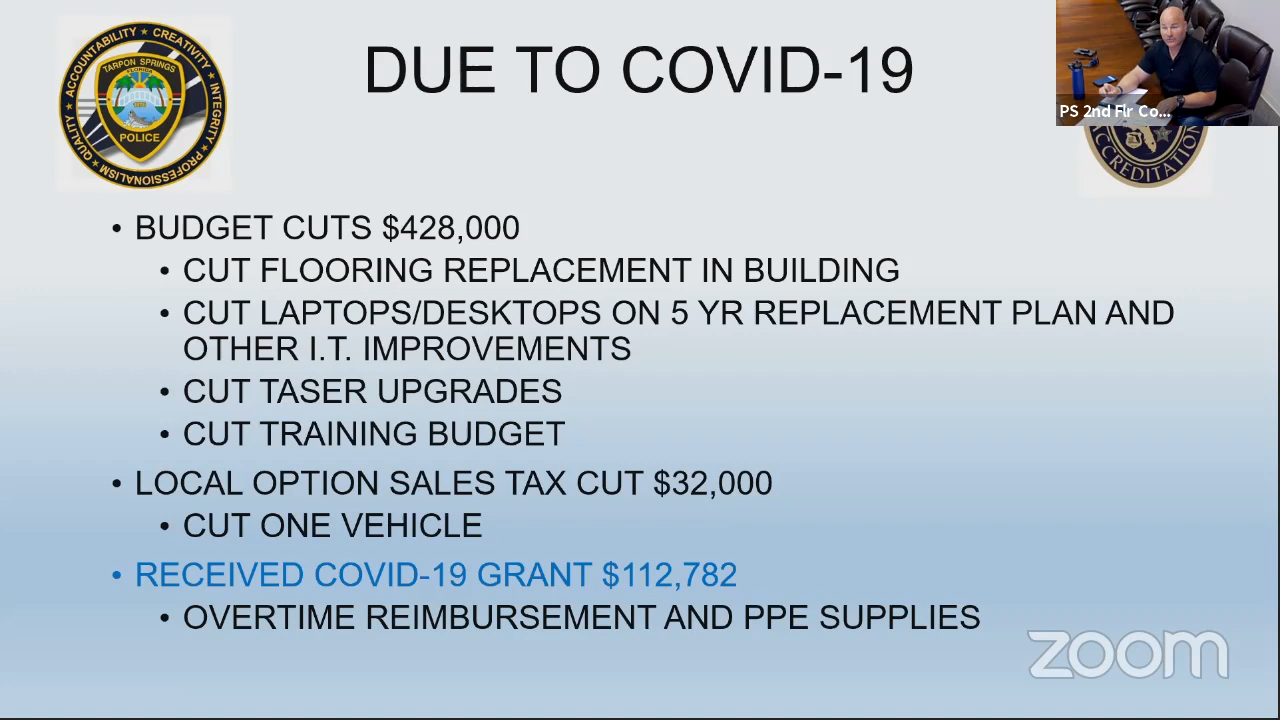 DUE TO COVID-19
ACCOUNTABILITY ★ CREATIVITY ★ INTEGRITY ★ PROFESSIONALISM ★ QUALITY ★
TARPON SPRINGS
FLORIDA
POLICE
PS 2nd Flr Co...
ACCREDITATION
• BUDGET CUTS $428,000
• CUT FLOORING REPLACEMENT IN BUILDING
• CUT LAPTOPS/DESKTOPS ON 5 YR REPLACEMENT PLAN AND
OTHER I.T. IMPROVEMENTS
• CUT TASER UPGRADES
• CUT TRAINING BUDGET
• LOCAL OPTION SALES TAX CUT $32,000
• CUT ONE VEHICLE
• RECEIVED COVID-19 GRANT $112,782
• OVERTIME REIMBURSEMENT AND PPE SUPPLIES
zoom